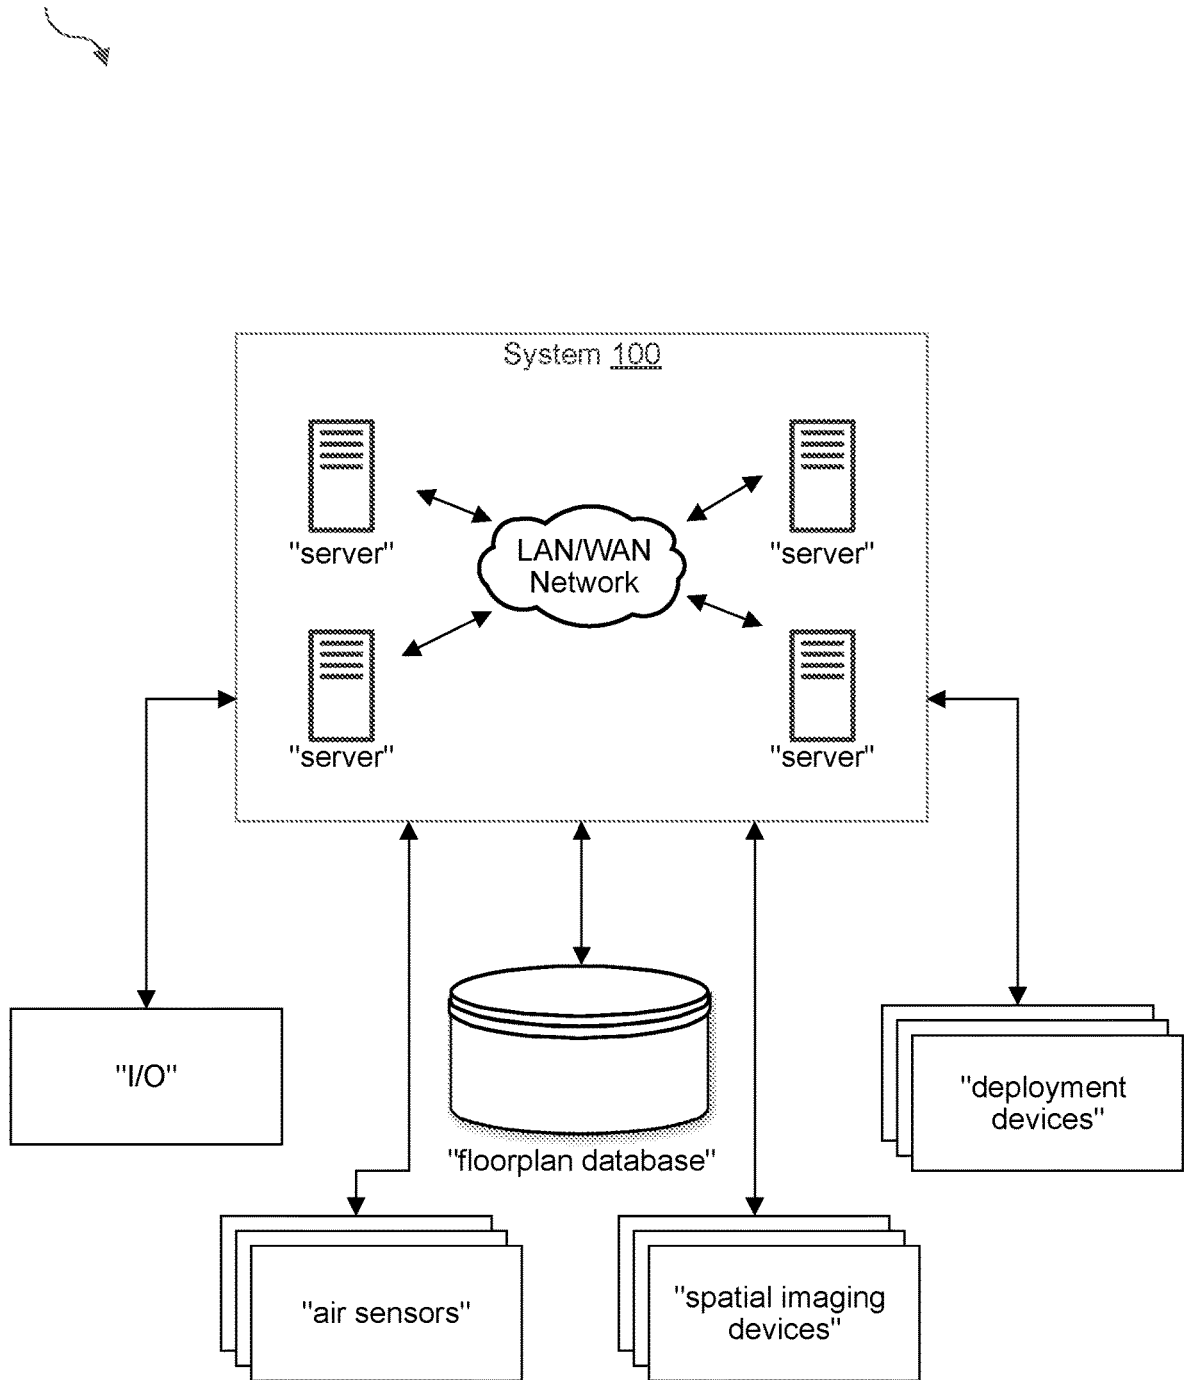 System 100
"server"
"server"
LAN/WAN
Network
"server"
"server"
"I/O"
"deployment
devices"
"floorplan database"
"air sensors"
"spatial imaging
devices"